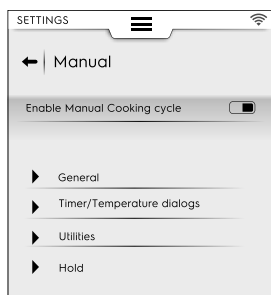 SETTINGS
Manual
Enable Manual Cooking cycle
General
Timer/Temperature dialogs
Utilities
Hold